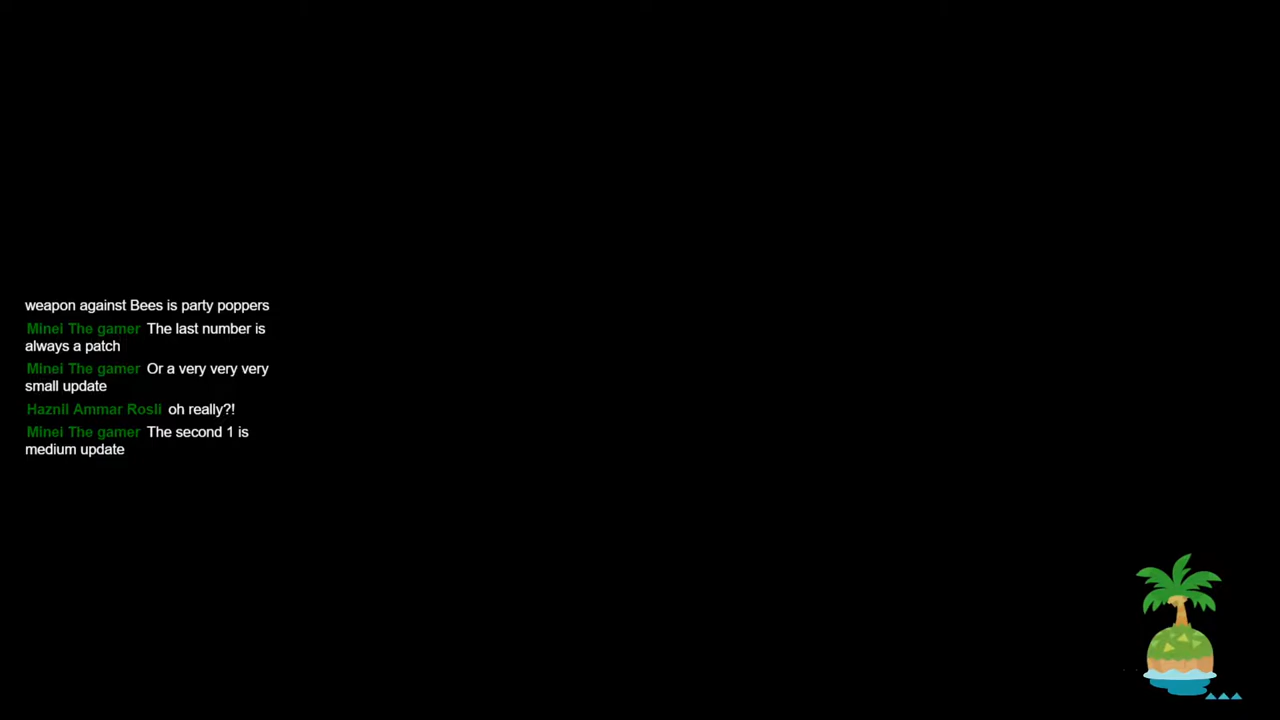 weapon against Bees is party poppers
Minei The gamer The last number is
always a patch
Minei The gamer Or a very very very
small update
Haznil Ammar Rosli oh really?!
Minei The gamer The second 1 is
medium update